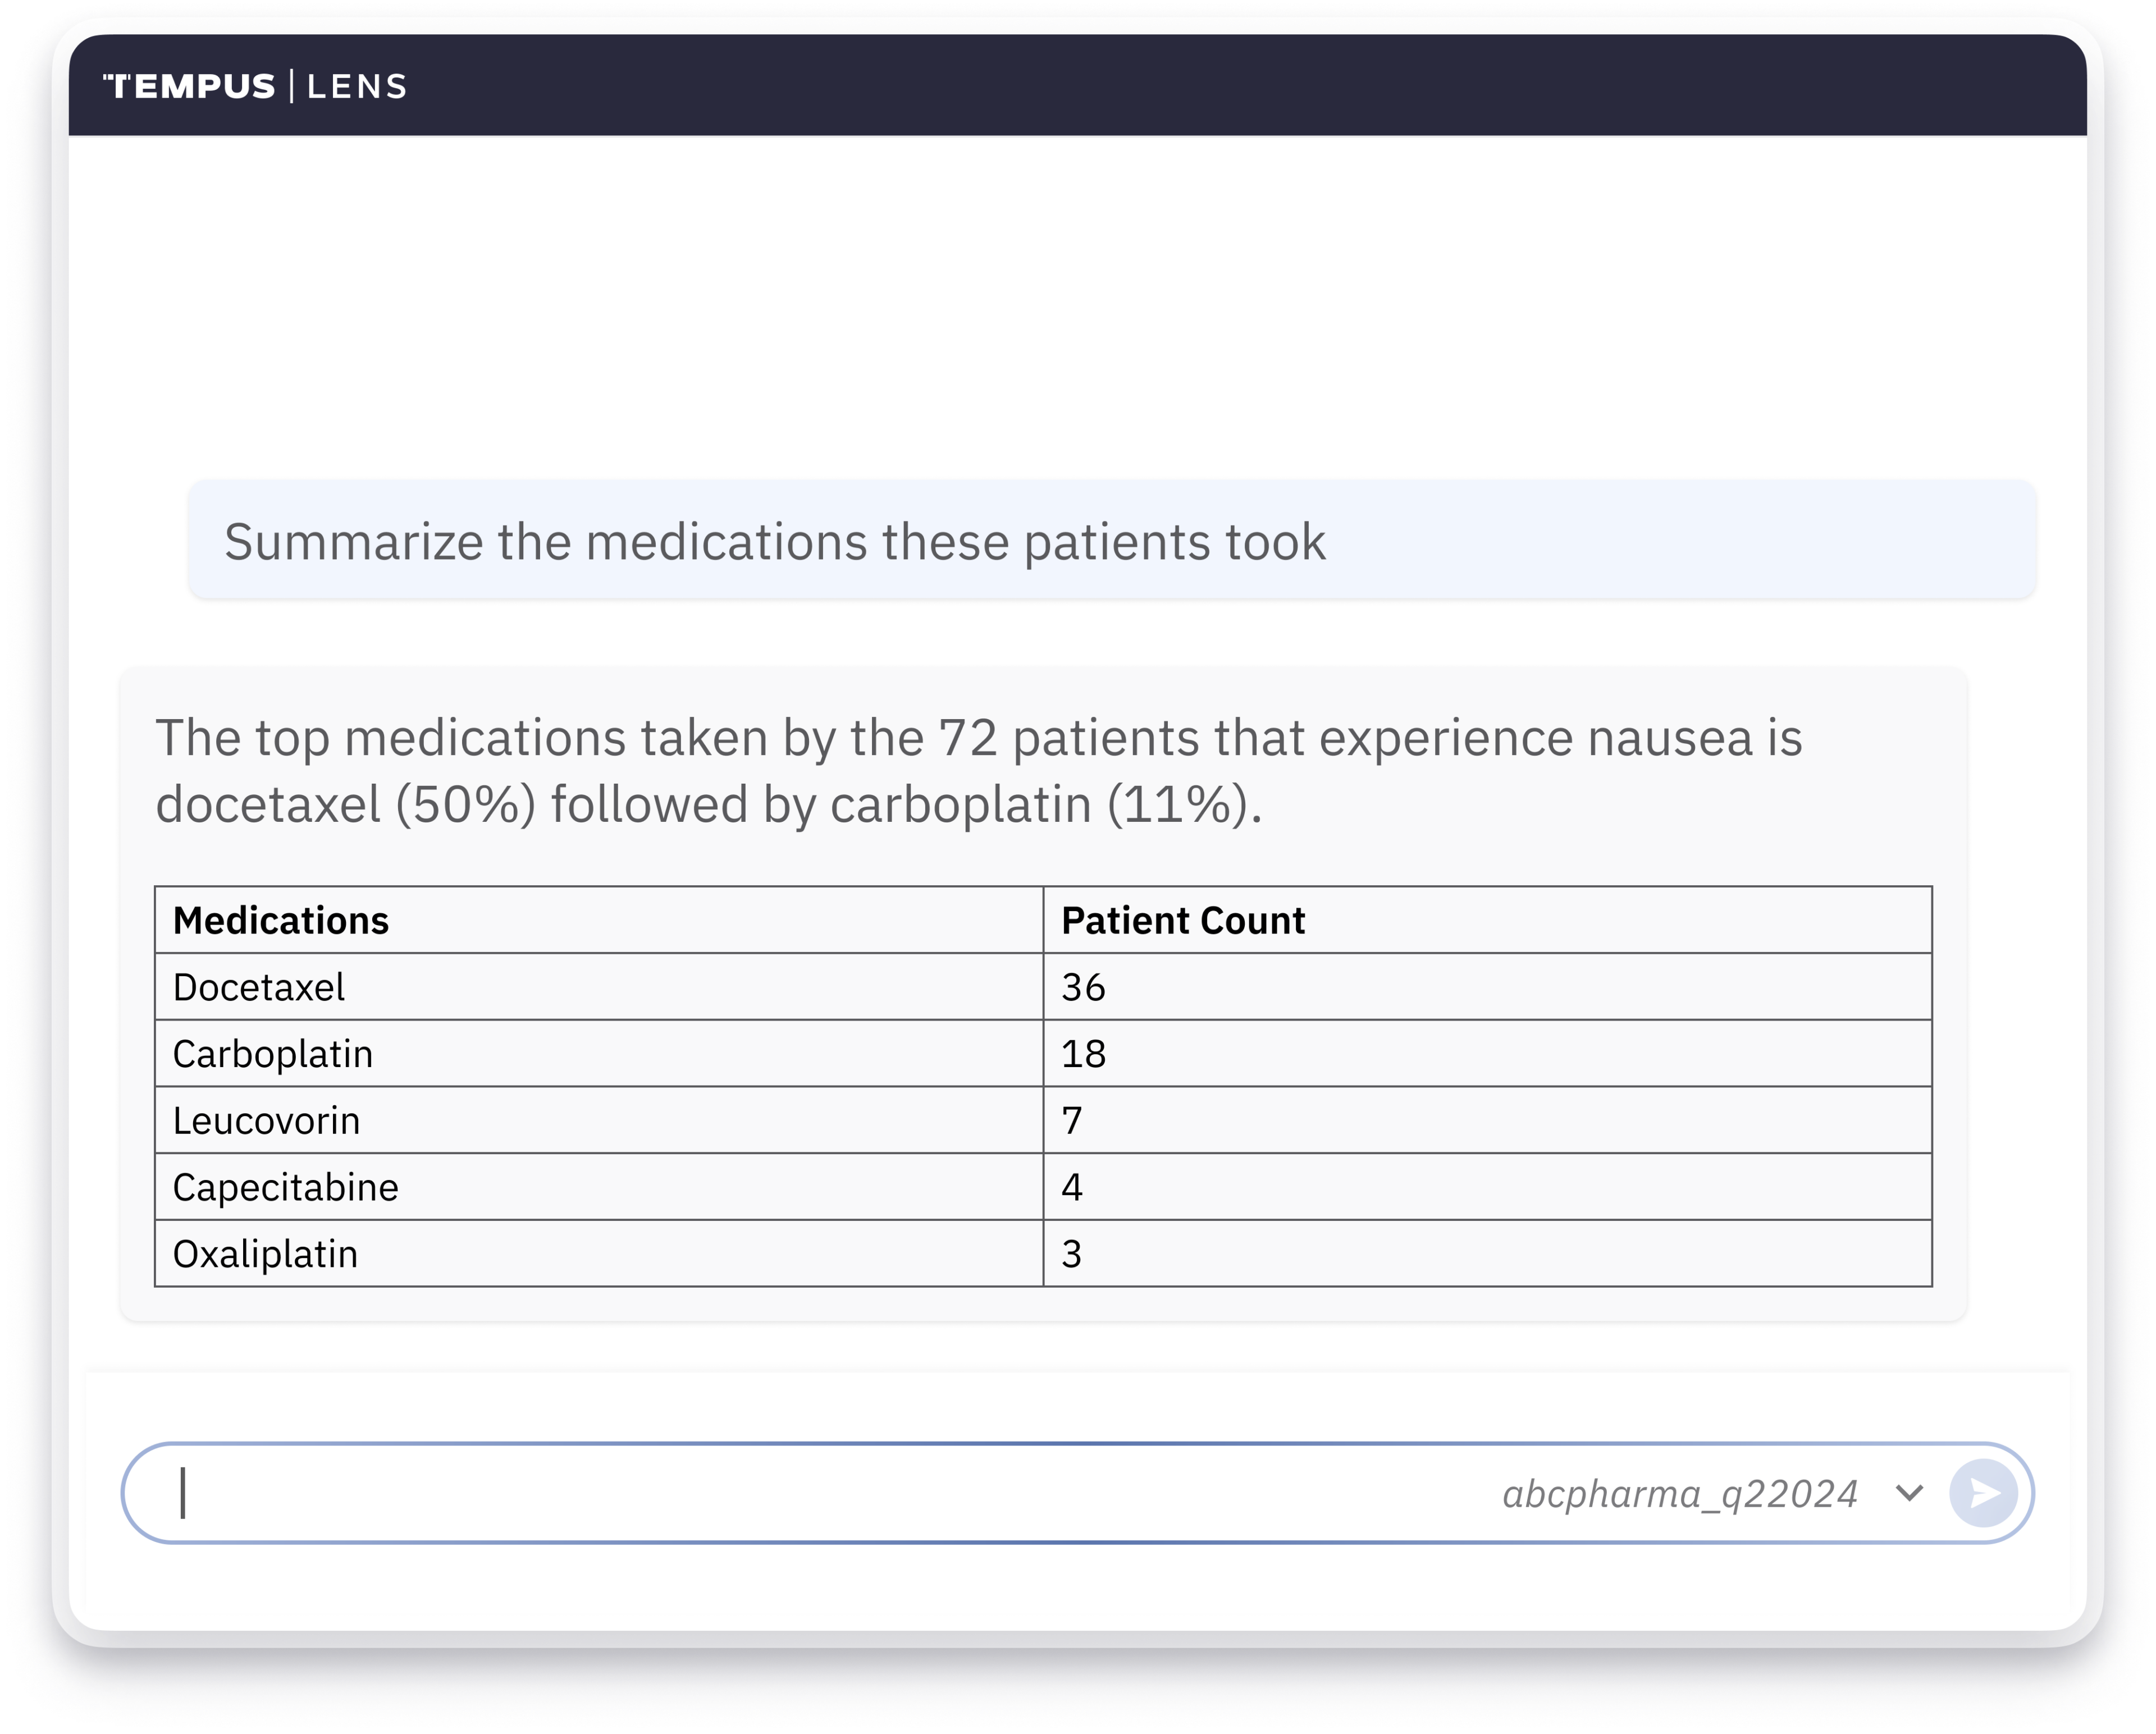 TEMPUS | LENS
Summarize the medications these patients took
The top medications taken by the 72 patients that experience nausea is
docetaxel (50%) followed by carboplatin (11%).
Medications Patient Count
Docetaxel 36
Carboplatin 18
Leucovorin 7
Capecitabine 4
Oxaliplatin 3
abcpharma_q22024